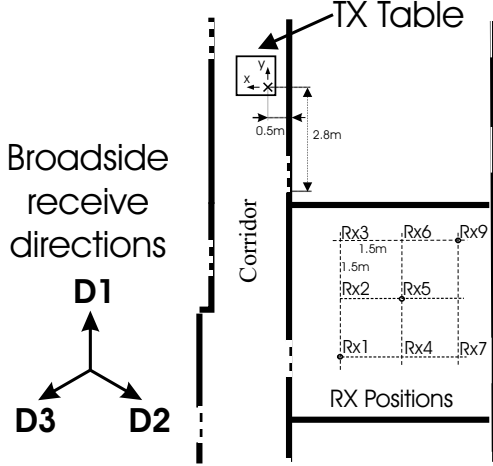 TX Table
y
x
0.5m
2.8m
Broadside
receive
directions
D1
D3
D2
Corridor
Rx3
Rx6
Rx9
1.5m
1.5m
Rx2
Rx5
Rx1
Rx4
Rx7
RX Positions